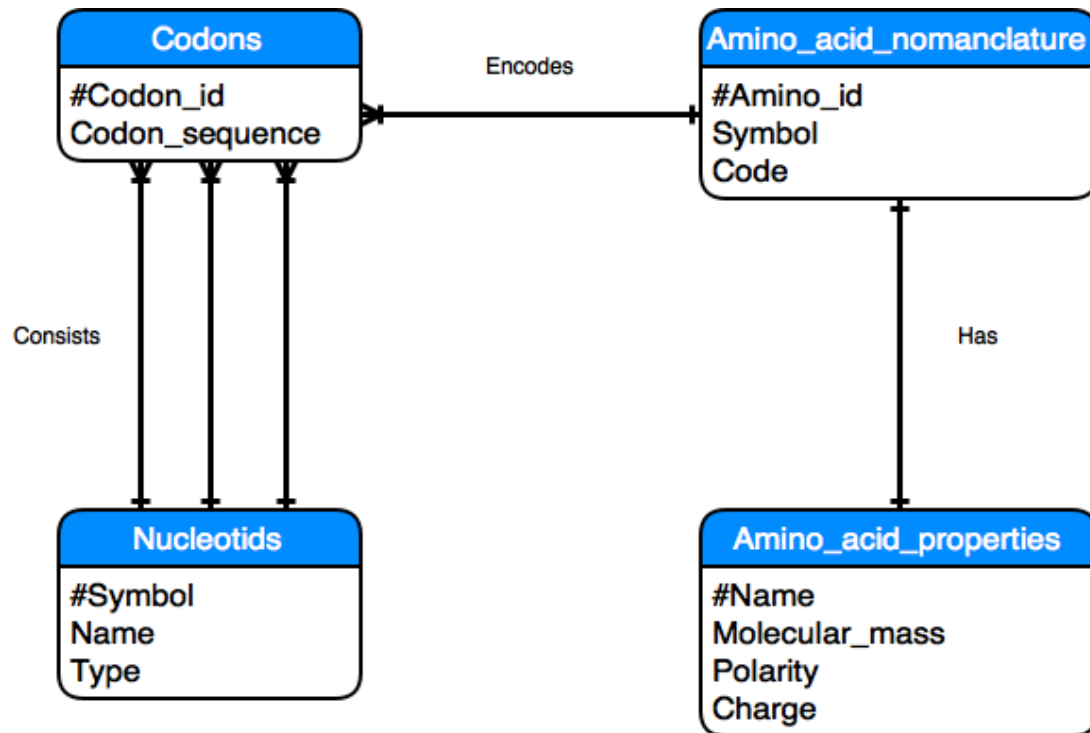 Codons
#Codon_id
Codon_sequence
Encodes
Amino_acid_nomanclature
#Amino_id
Symbol
Code
Consists
Has
Nucleotids
#Symbol
Name
Type
Amino_acid_properties
#Name
Molecular_mass
Polarity
Charge